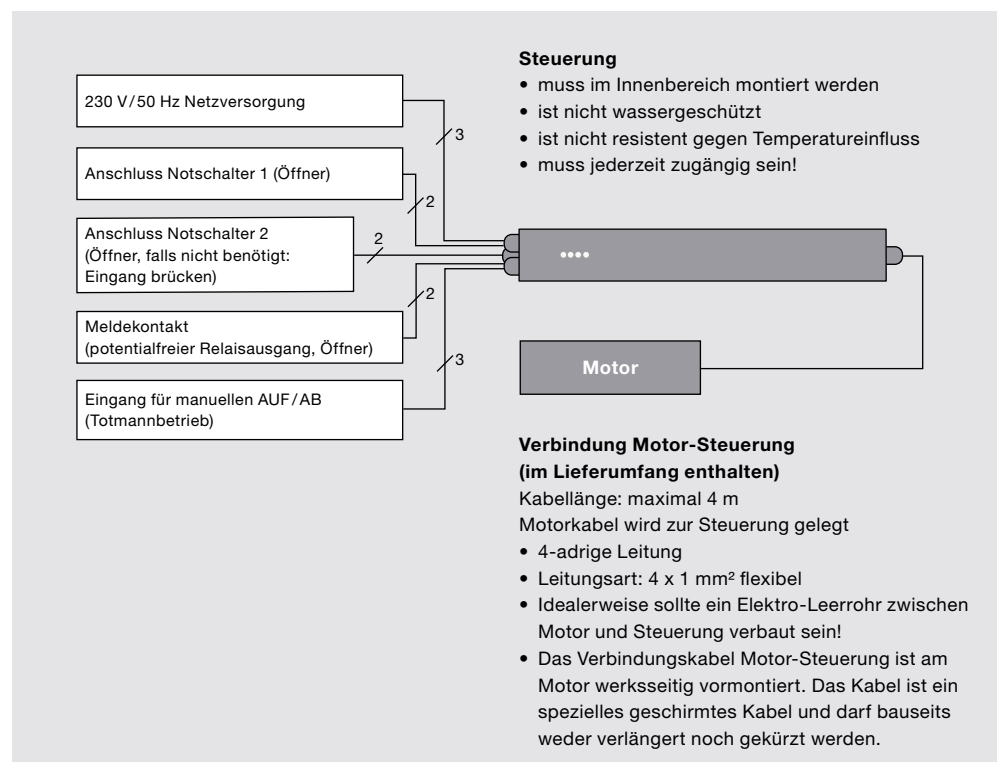 230 V/50 Hz Netzversorgung
3
Anschluss Notschalter 1 (Öffner)
2
Anschluss Notschalter 2
(Öffner, falls nicht benötigt:
Eingang brücken)
2
Meldekontakt
(potentialfreier Relaisausgang, Öffner)
2
Eingang für manuellen AUF/AB
(Totmannbetrieb)
3
Steuerung
• muss im Innenbereich montiert werden
• ist nicht wassergeschützt
• ist nicht resistent gegen Temperatureinfluss
• muss jederzeit zugängig sein!
Motor
Verbindung Motor-Steuerung
(im Lieferumfang enthalten)
Kabellänge: maximal 4 m
Motorkabel wird zur Steuerung gelegt
• 4-adrige Leitung
• Leitungsart: 4 x 1 mm² flexibel
• Idealerweise sollte ein Elektro-Leerrohr zwischen
Motor und Steuerung verbaut sein!
• Das Verbindungskabel Motor-Steuerung ist am
Motor werksseitig vormontiert. Das Kabel ist ein
spezielles geschirmtes Kabel und darf bauseits
weder verlängert noch gekürzt werden.